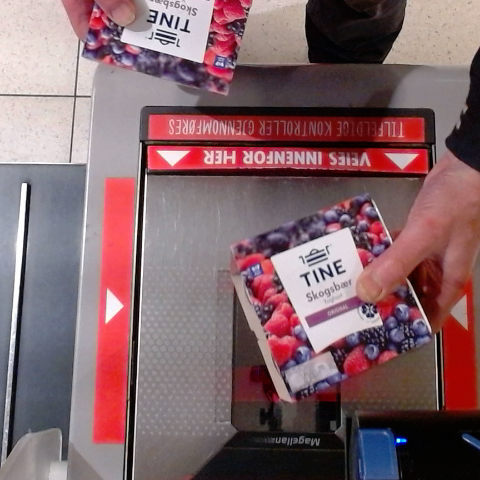 TINE
Skogsbær
TILFELDIGE KONTROLLER GJENNOMFØRES
VEIES INNENFOR HER
TINE
Skogsbær
Yoghurt
ORIGINAL
Magellan